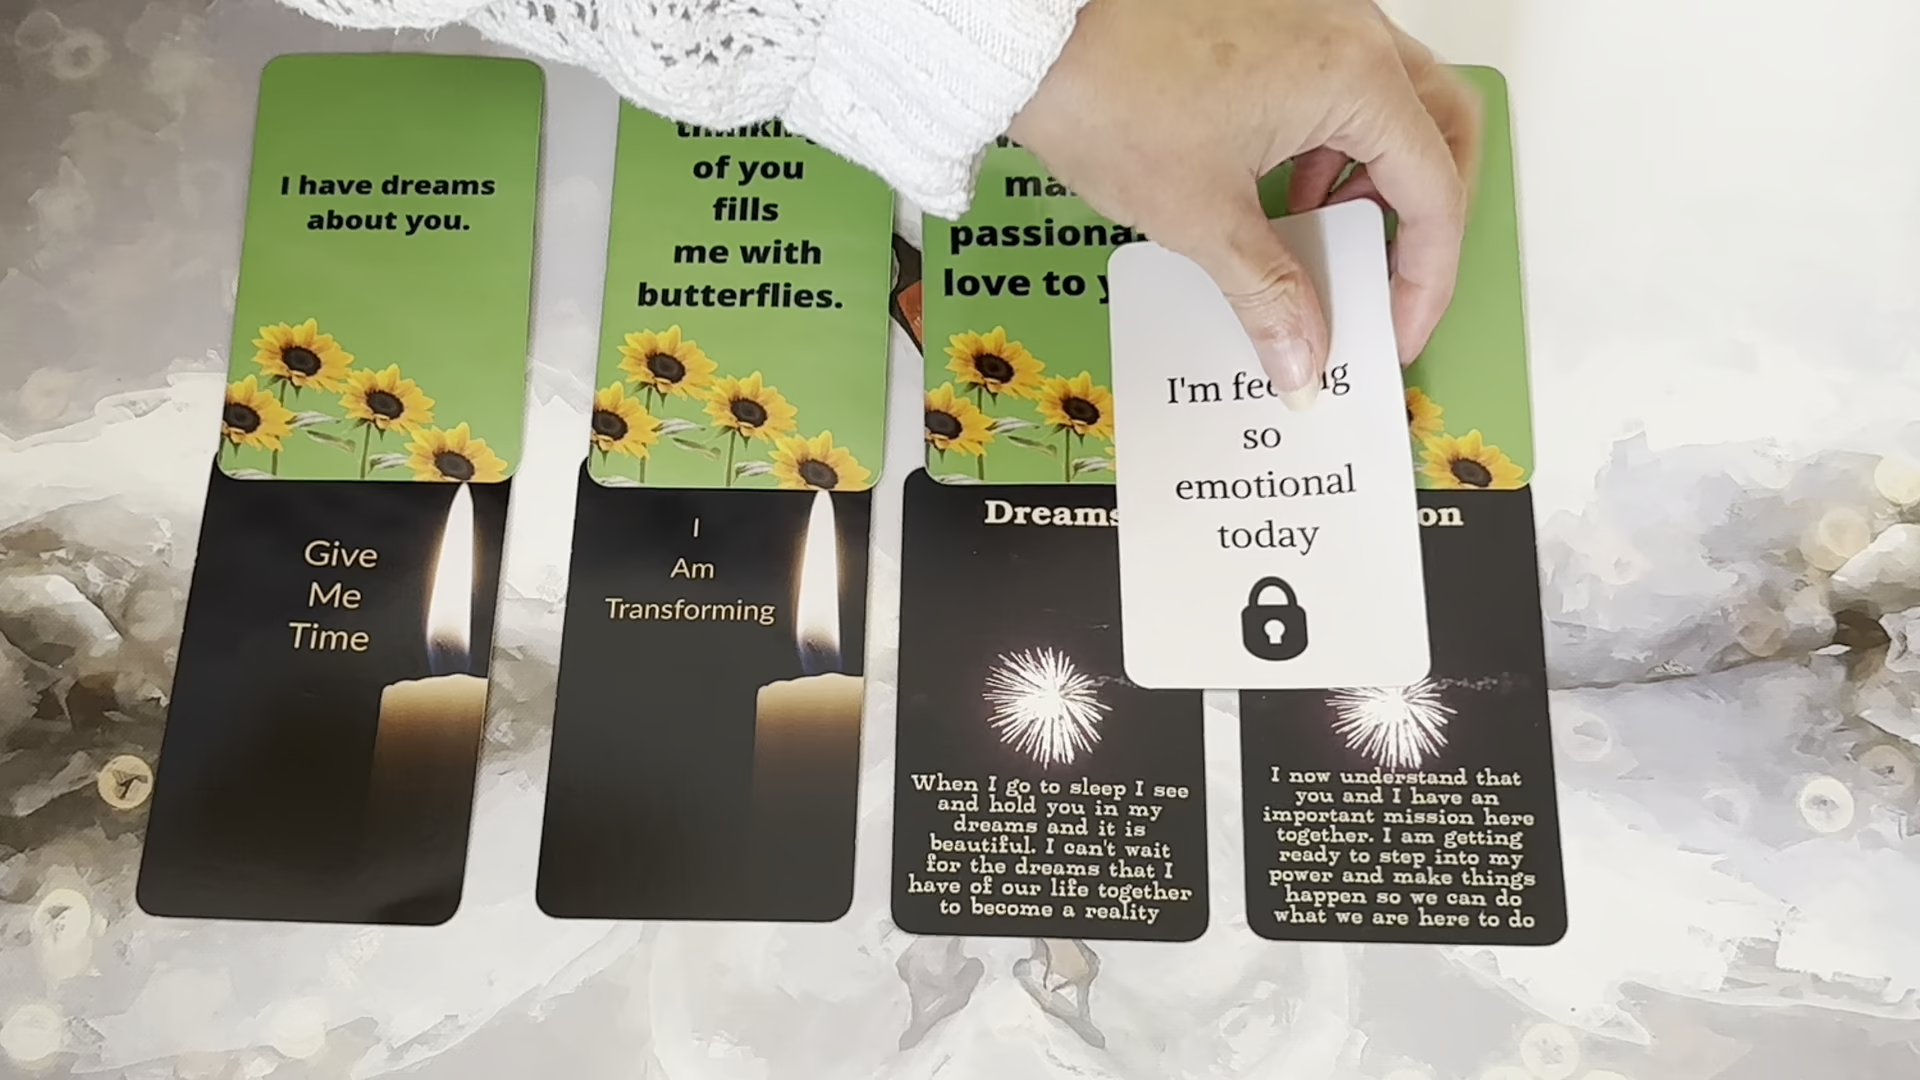 I have dreams
about you.
of you
fills
me with
butterflies.
love to
I'm
so
emotional
today
Give
Me
Time
I
Am
Transforming
Dreams
When I go to sleep I see
and hold you in my
dreams and it is
beautiful. I can't wait
for the dreams that I
have of our life together
to become a reality
I now understand that
you and I have an
important mission here
together. I am getting
ready to step into my
power and make things
happen so we can do
what we are here to do